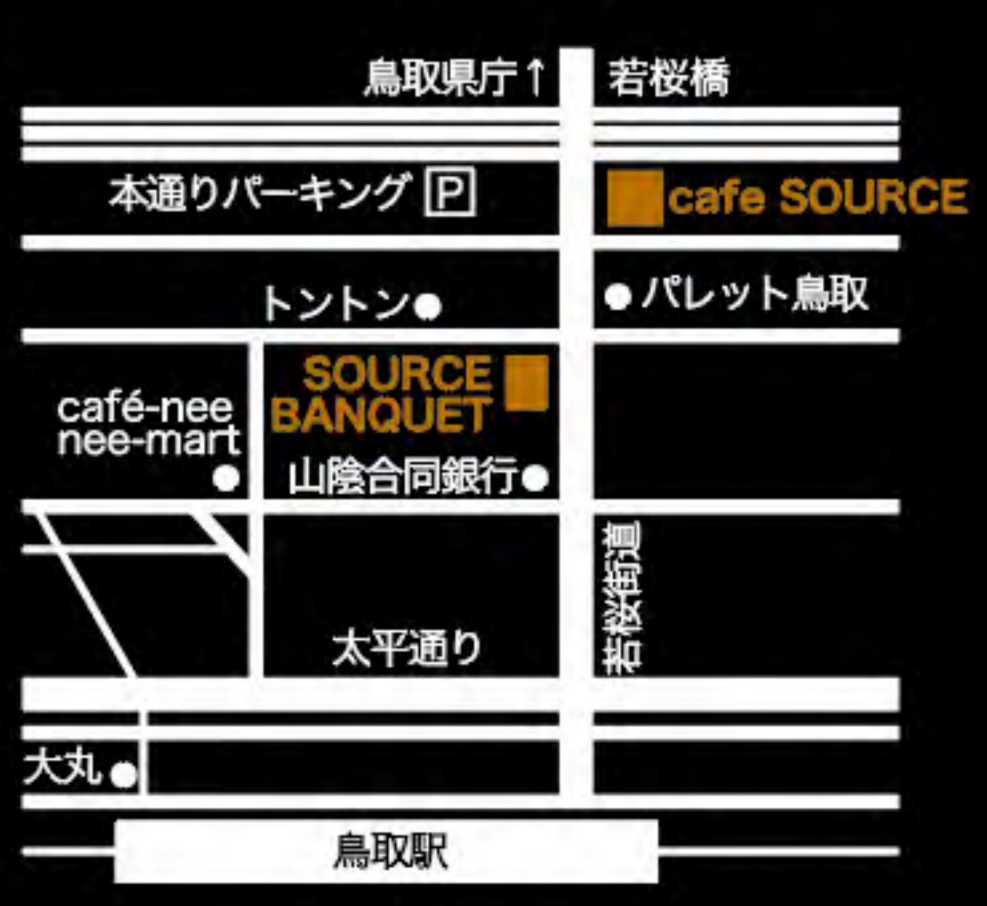 鳥取県庁↑
若桜橋
本通りパーキング P
cafe SOURCE
トントン
パレット鳥取
SOURCE
BANQUET
café-nee
nee-mart
山陰合同銀行
若桜街道
太平通り
大丸
鳥取駅